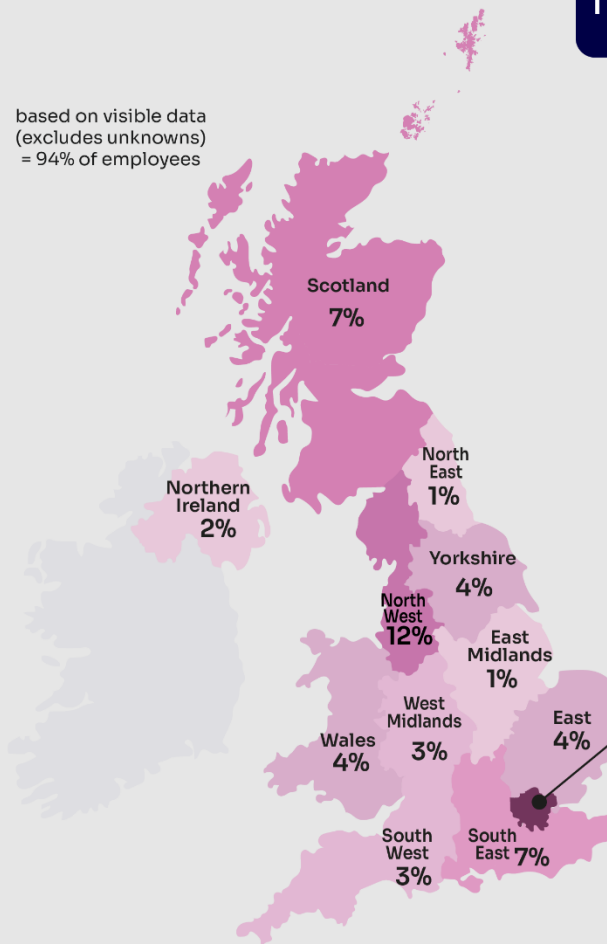 based on visible data
(excludes unknowns)
= 94% of employees
Scotland
7%
North
East
1%
Northern
Ireland
2%
Yorkshire
4%
North
West
12%
East
Midlands
1%
West
Midlands
3%
East
4%
Wales
4%
South
West
3%
South
East 7%